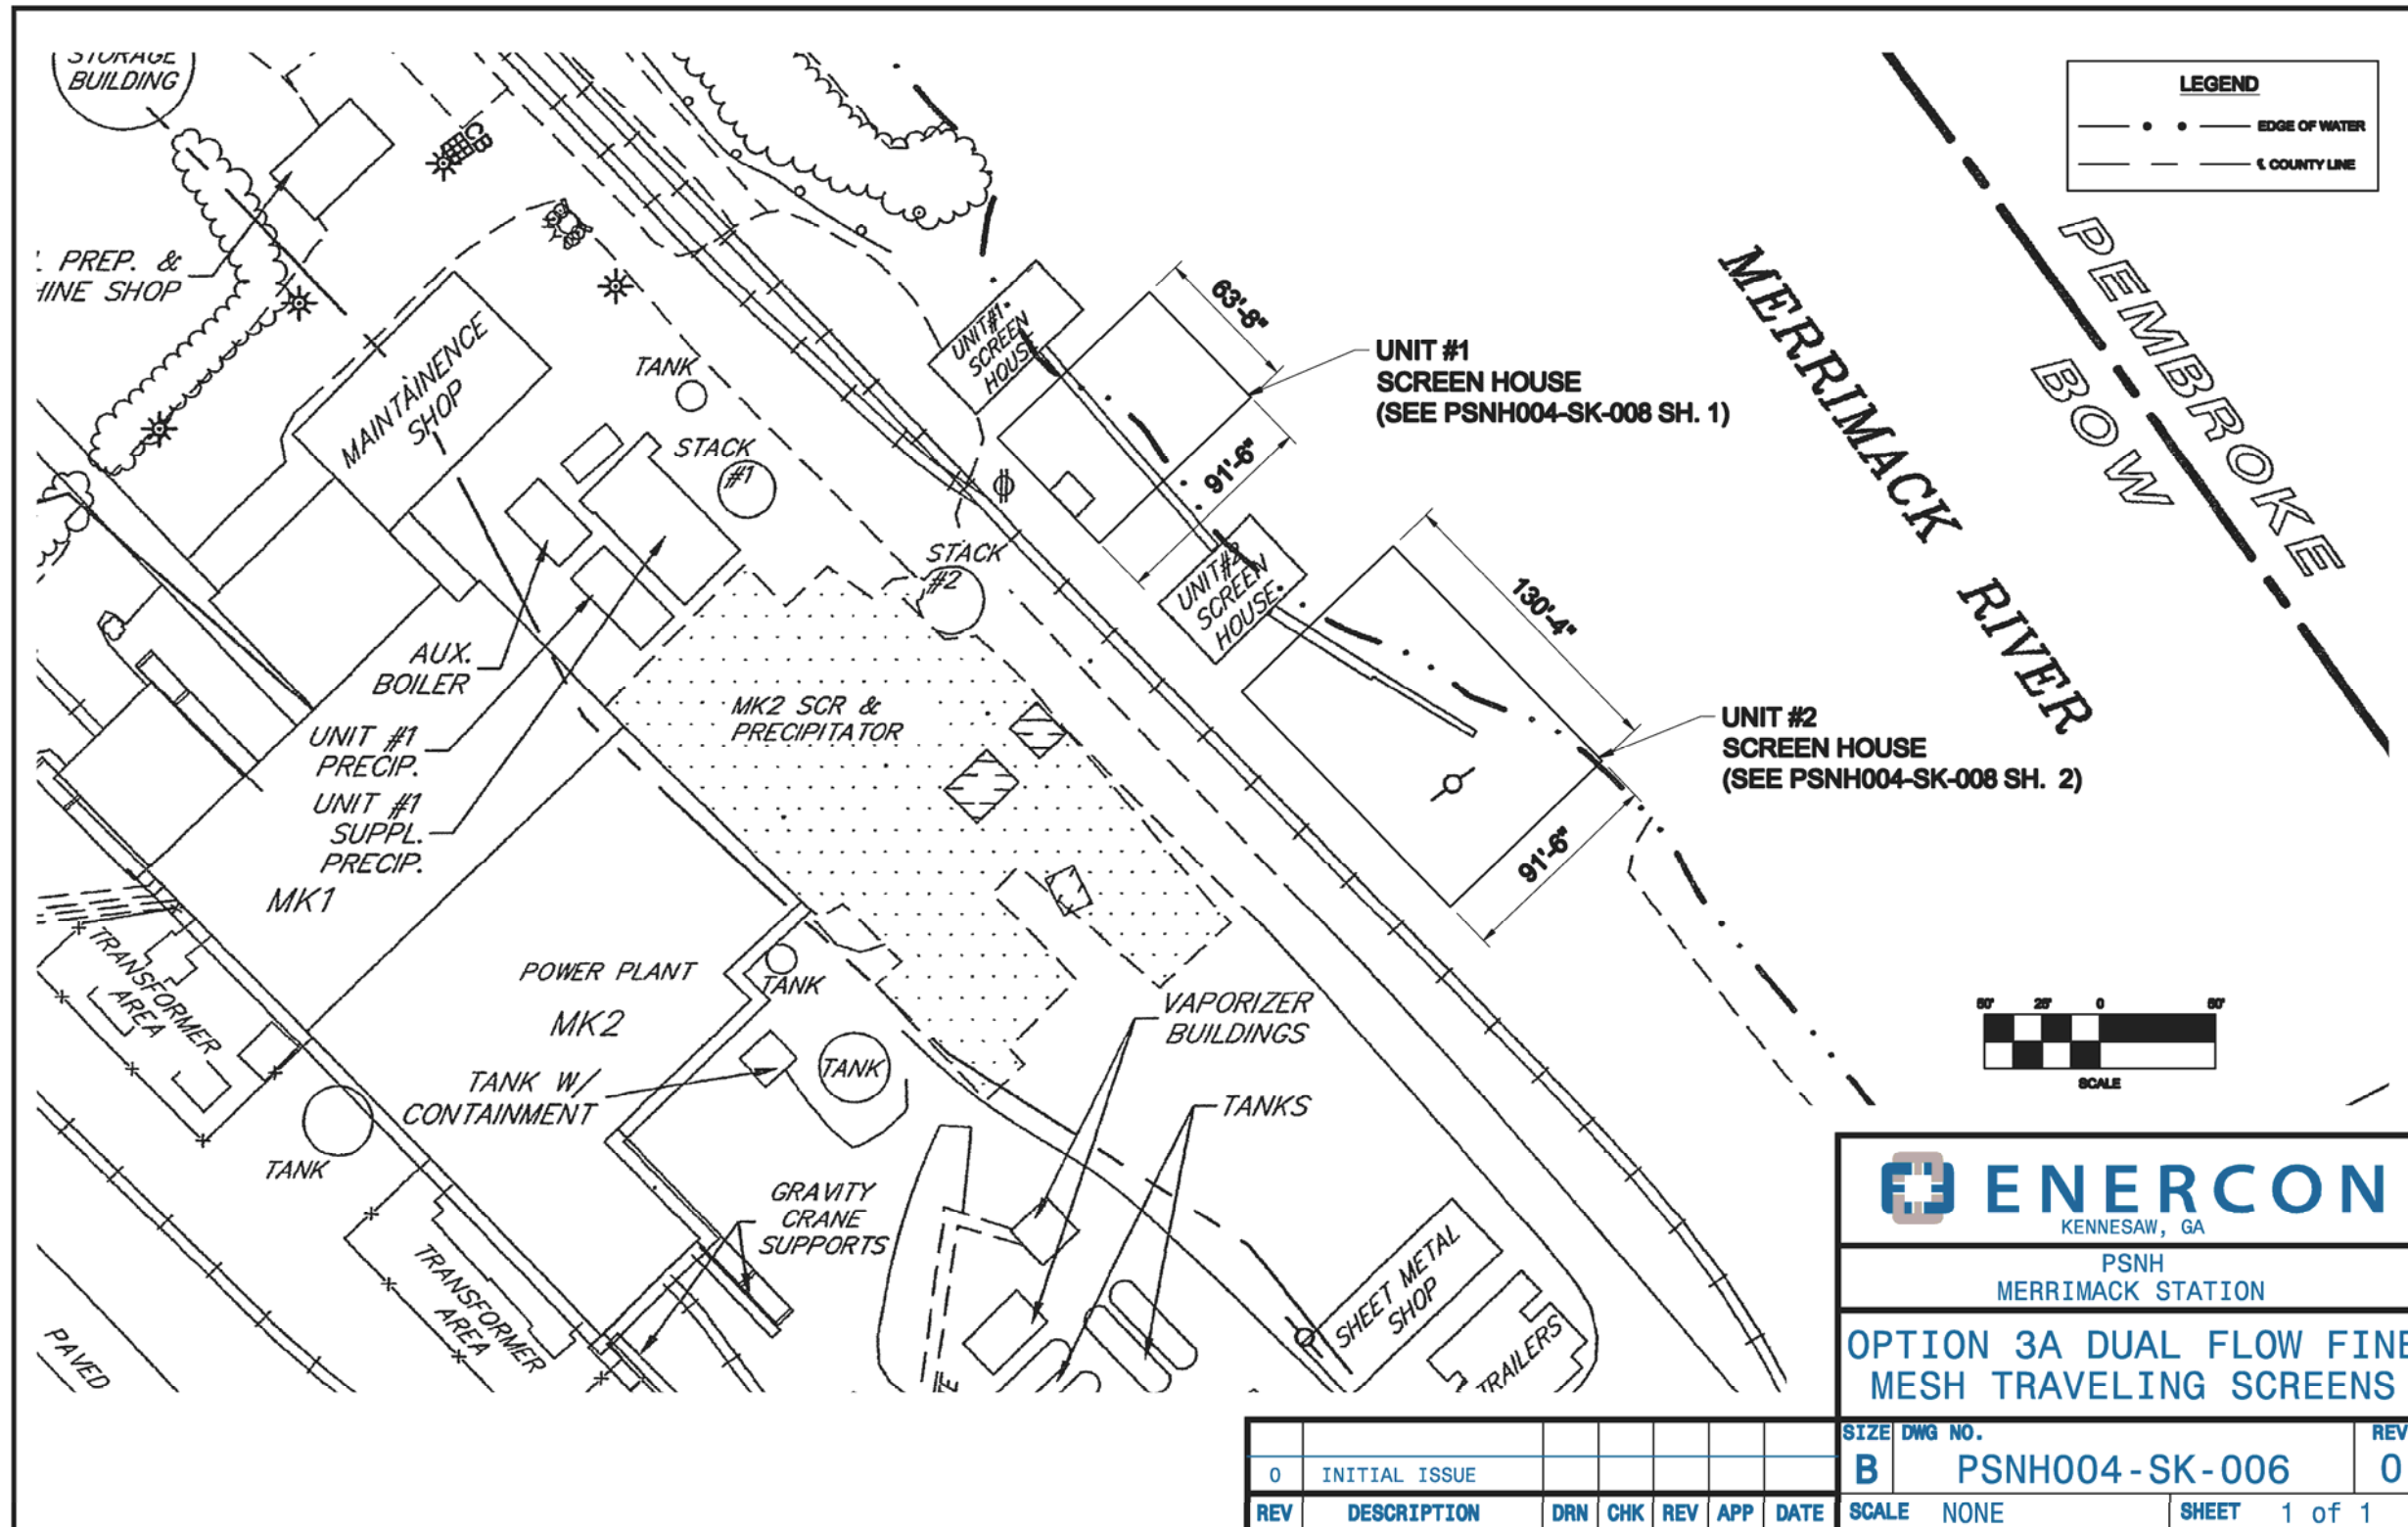 STORAGE
BUILDING
CB
PREP. &
HINE SHOP
MAINTAINENCE
SHOP
TANK
STACK
#1
STACK
#2
AUX.
BOILER
UNIT #1
PRECIP.
UNIT #1
SUPPL.
PRECIP.
MK2 SCR &
PRECIPITATOR
MK1
TRANSFORMER
AREA
POWER PLANT
MK2
TANK
TANK W/
CONTAINMENT
TANK
TANK
TRANSFORMER
AREA
GRAVITY
CRANE
SUPPORTS
PAVED
VAPORIZER
BUILDINGS
TANKS
SHEET METAL
SHOP
TRAILERS
UNIT#1
SCREEN
HOUSE
63'-8"
91'-6"
UNIT #1
SCREEN HOUSE
(SEE PSNH004-SK-008 SH. 1)
UNIT#2
SCREEN
HOUSE
130'-4"
91'-6"
UNIT #2
SCREEN HOUSE
(SEE PSNH004-SK-008 SH. 2)
MERRIMACK RIVER
PEMBROKE
BOW
LEGEND
EDGE OF WATER
℄ COUNTY LINE
50' 25' 0 50'
SCALE
ENERCON
KENNESAW, GA
PSNH
MERRIMACK STATION
OPTION 3A DUAL FLOW FINE
MESH TRAVELING SCREENS
SIZE DWG NO. REV
B PSNH004-SK-006 0
SCALE NONE SHEET 1 of 1
0 INITIAL ISSUE
REV DESCRIPTION DRN CHK REV APP DATE